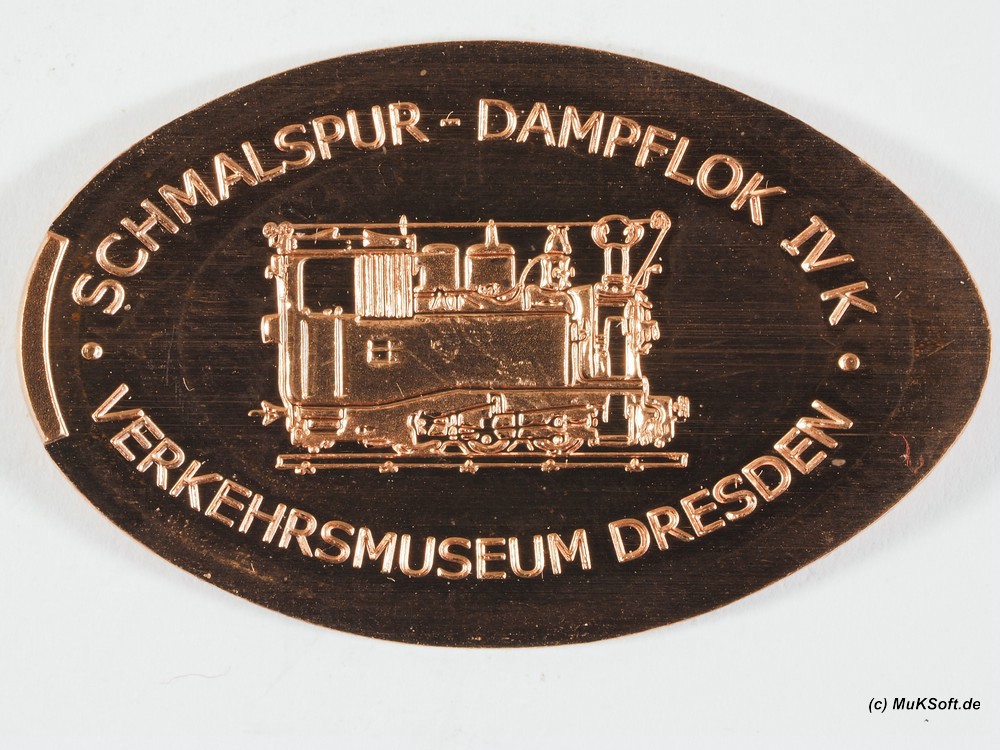 SCHMALSPUR - DAMPFLOK IV K
VERKEHRSMUSEUM DRESDEN
(c) MuKSoft.de